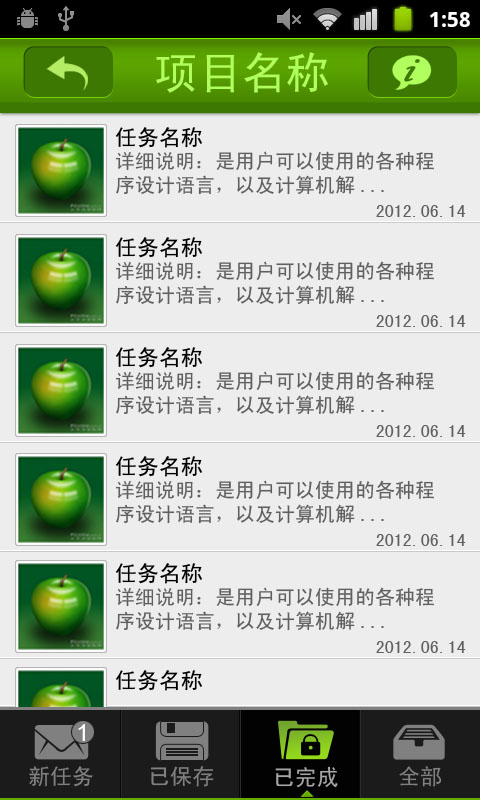 1:58
项目名称
任务名称
详细说明：是用户可以使用的各种程
序设计语言，以及计算机解...
2012.06.14
任务名称
详细说明：是用户可以使用的各种程
序设计语言，以及计算机解...
2012.06.14
任务名称
详细说明：是用户可以使用的各种程
序设计语言，以及计算机解...
2012.06.14
任务名称
详细说明：是用户可以使用的各种程
序设计语言，以及计算机解...
2012.06.14
任务名称
详细说明：是用户可以使用的各种程
序设计语言，以及计算机解...
2012.06.14
任务名称
1
新任务
已保存
已完成
全部